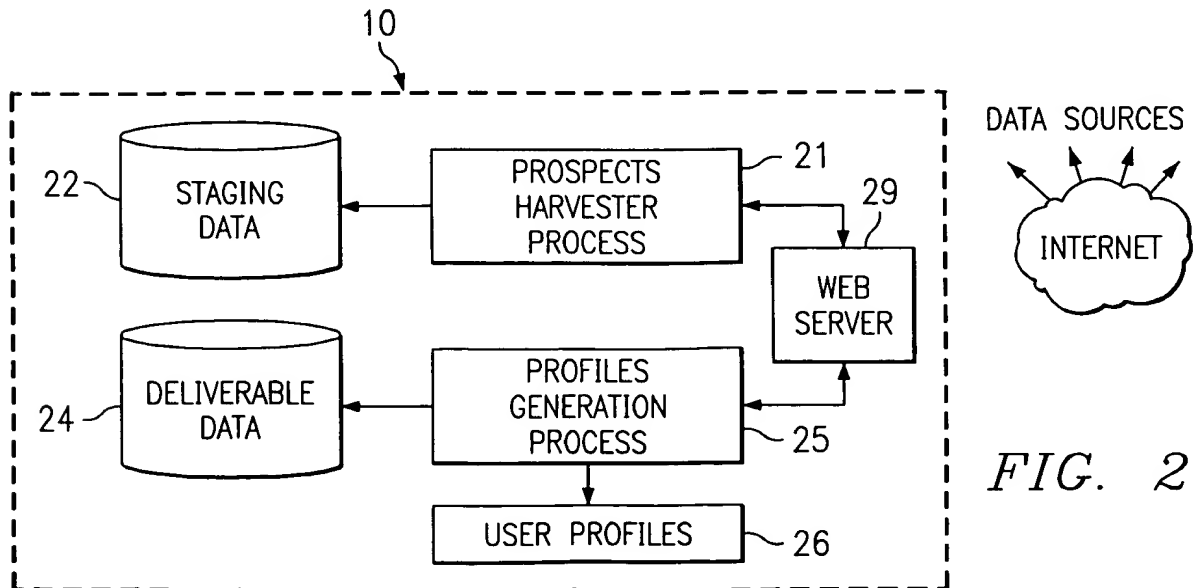 10
DATA SOURCES
22
STAGING
DATA
PROSPECTS
HARVESTER
PROCESS
21
29
INTERNET
WEB
SERVER
24
DELIVERABLE
DATA
PROFILES
GENERATION
PROCESS
25
FIG. 2
USER PROFILES
26